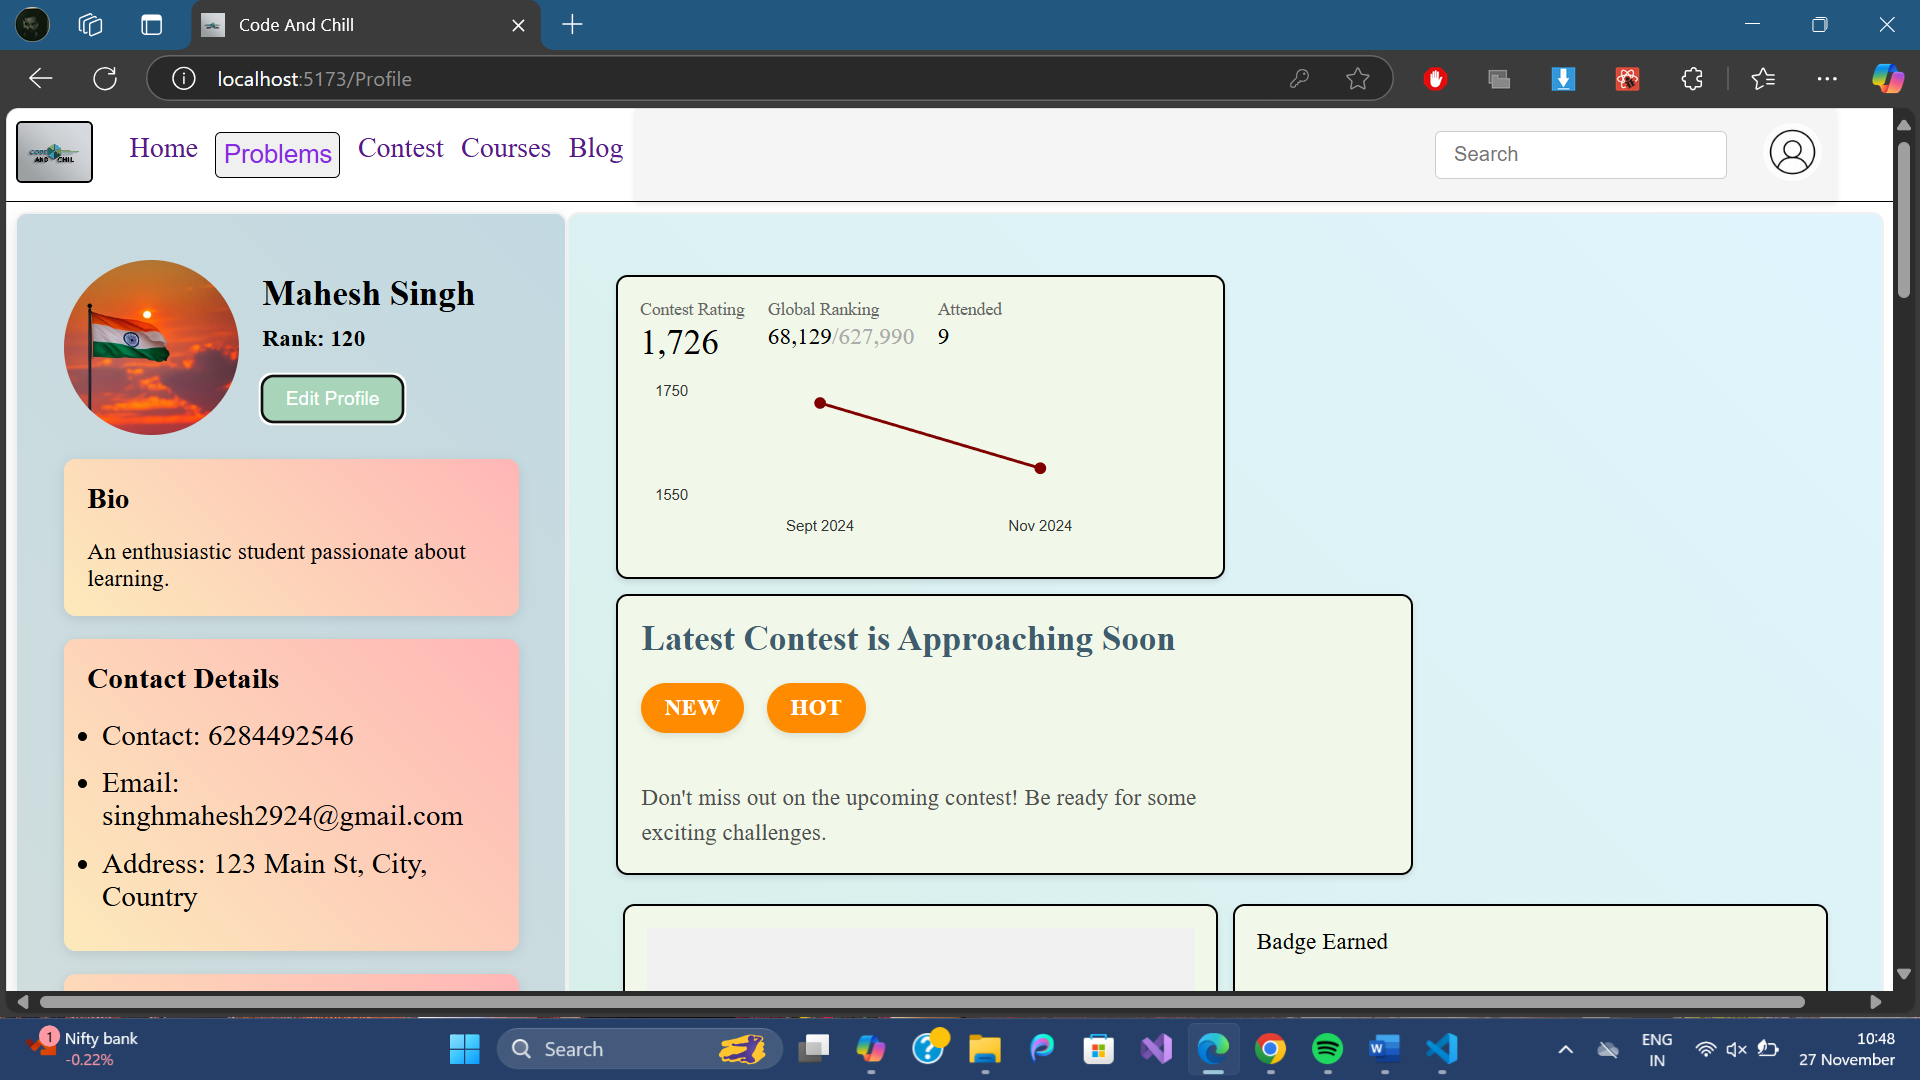 Code And Chill
localhost:5173/Profile
CODE
AND CHIL
Home Problems Contest Courses Blog
Search
Mahesh Singh
Rank: 120
Edit Profile
Bio
An enthusiastic student passionate about
learning.
Contact Details
Contact: 6284492546
Email:
singhmahesh2924@gmail.com
Address: 123 Main St, City,
Country
Contest Rating Global Ranking Attended
1,726 68,129/627,990 9
1750
1550
Sept 2024 Nov 2024
Latest Contest is Approaching Soon
NEW HOT
Don't miss out on the upcoming contest! Be ready for some
exciting challenges.
Badge Earned
1
Nifty bank
-0.22%
Search
ENG
IN
10:48
27 November